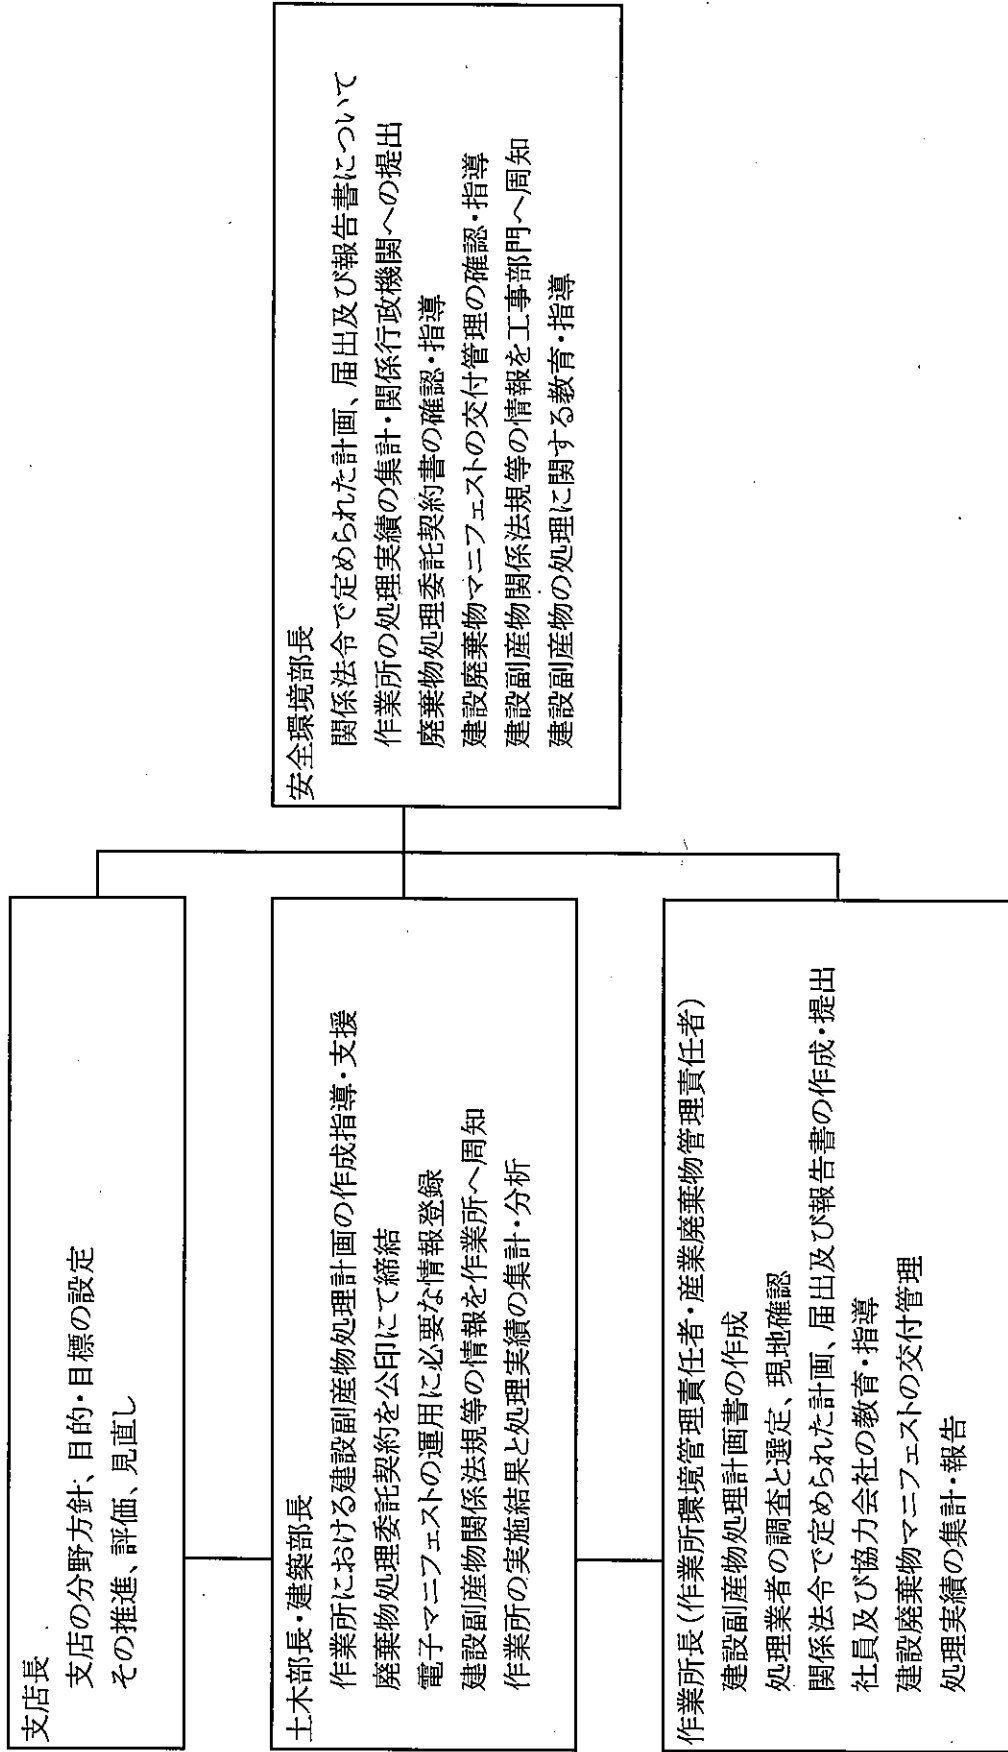 支店長
支店の分野方針、目的・目標の設定
その推進、評価、見直し
土木部長・建築部長
作業所における建設副産物処理計画の作成指導・支援
廃棄物処理委託契約を公印にて締結
電子マニフェストの運用に必要な情報登録
建設副産物関係法規等の情報を作業所へ周知
作業所の実施結果と処理実績の集計・分析
作業所長(作業所環境管理責任者・産業廃棄物管理責任者)
建設副産物処理計画書の作成
処理業者の調査と選定、現地確認
関係法令で定められた計画、届出及び報告書の作成・提出
社員及び協力会社の教育・指導
建設廃棄物マニフェストの交付管理
処理実績の集計・報告
安全環境部長
関係法令で定められた計画、届出及び報告書について
作業所の処理実績の集計・関係行政機関への提出
廃棄物処理委託契約書の確認・指導
建設廃棄物マニフェストの交付管理の確認・指導
建設副産物関係法規等の情報を工事部門へ周知
建設副産物の処理に関する教育・指導